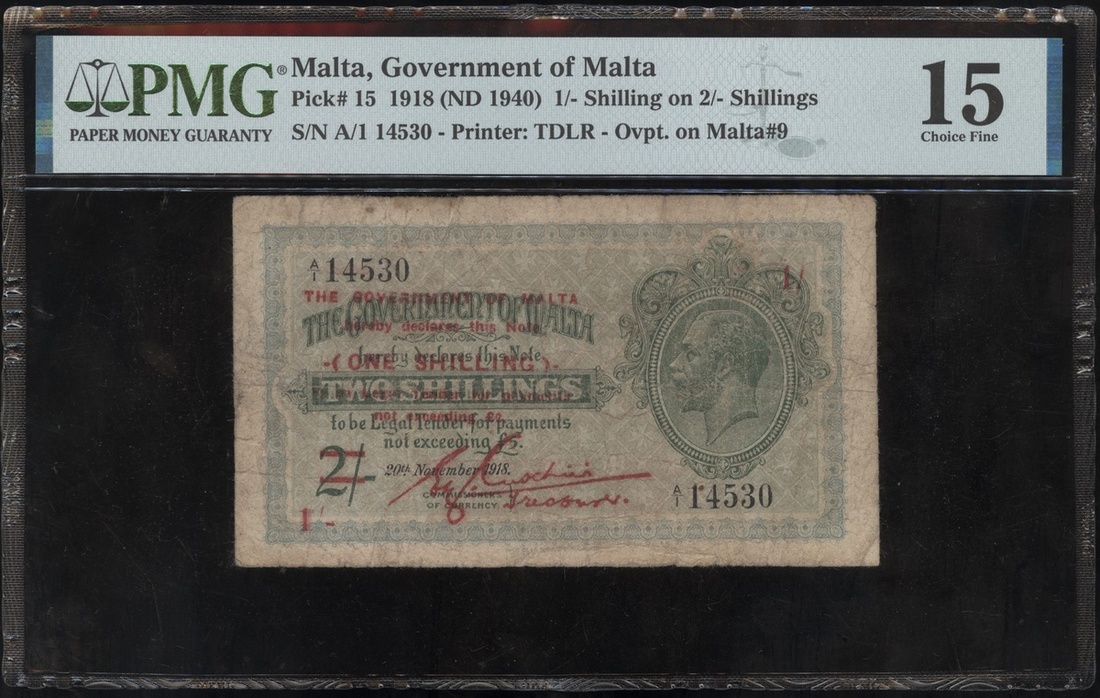 PMG®
PAPER MONEY GUARANTY
Malta, Government of Malta
Pick# 15 1918 (ND 1940) 1/- Shilling on 2/- Shillings
S/N A/1 14530 - Printer: TDLR - Ovpt. on Malta#9
15
Choice Fine
A/1 14530
1/
THE GOVERNMENT OF MALTA
THE GOVERNMENT OF MALTA
hereby declares this Note
hereby declares this Note
-(ONE SHILLING)-
TWO SHILLINGS
not exceeding
to be Legal Tender for payments
not exceeding £5.
2/-
20th November 1918.
COMMISSIONERS
OF CURRENCY
Treasurer.
A/1 14530
1/-